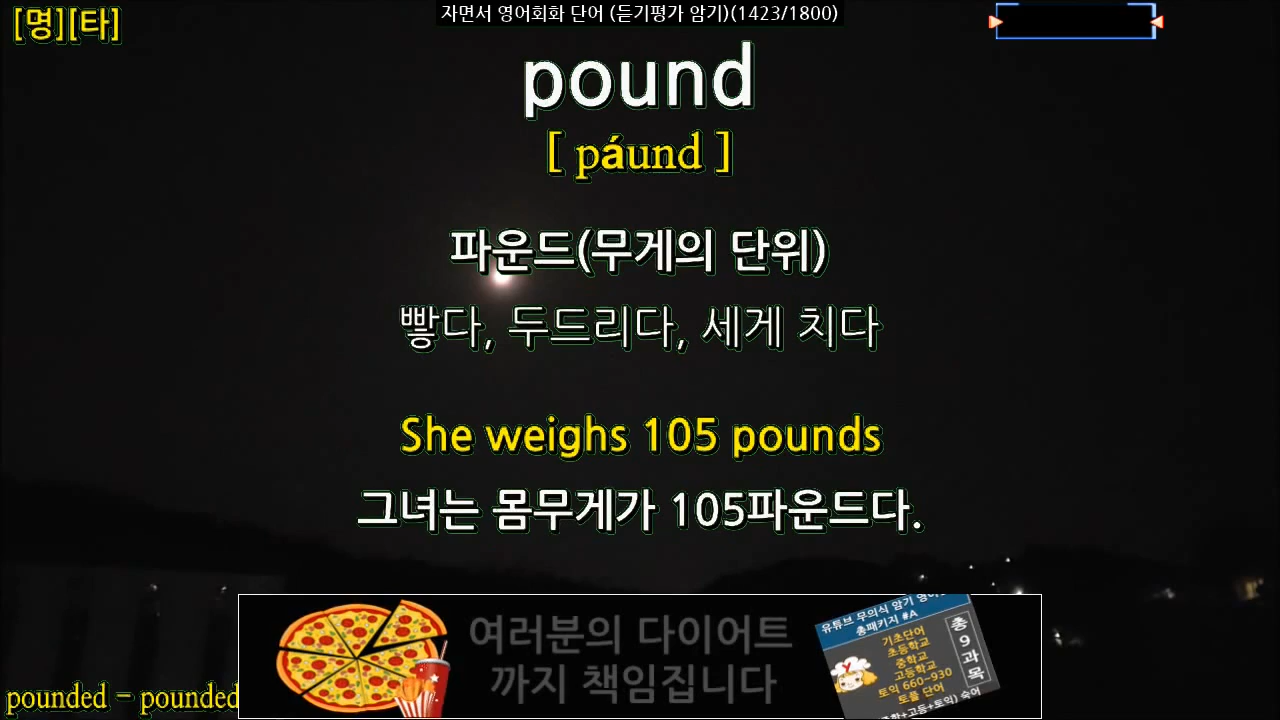 자면서 영어회화 단어 (듣기평가 암기)(1423/1800)
[명][타]
pound
[ páund ]
파운드(무게의 단위)
빻다, 두드리다, 세게 치다
She weighs 105 pounds
그녀는 몸무게가 105파운드다.
여러분의 다이어트
까지 책임집니다
유튜브 무의식 암기
총패키지 #A
기초단어
초등학교
중학교
고등학교
토익 660-930
토플 단어
총9과목
pounded - pounded